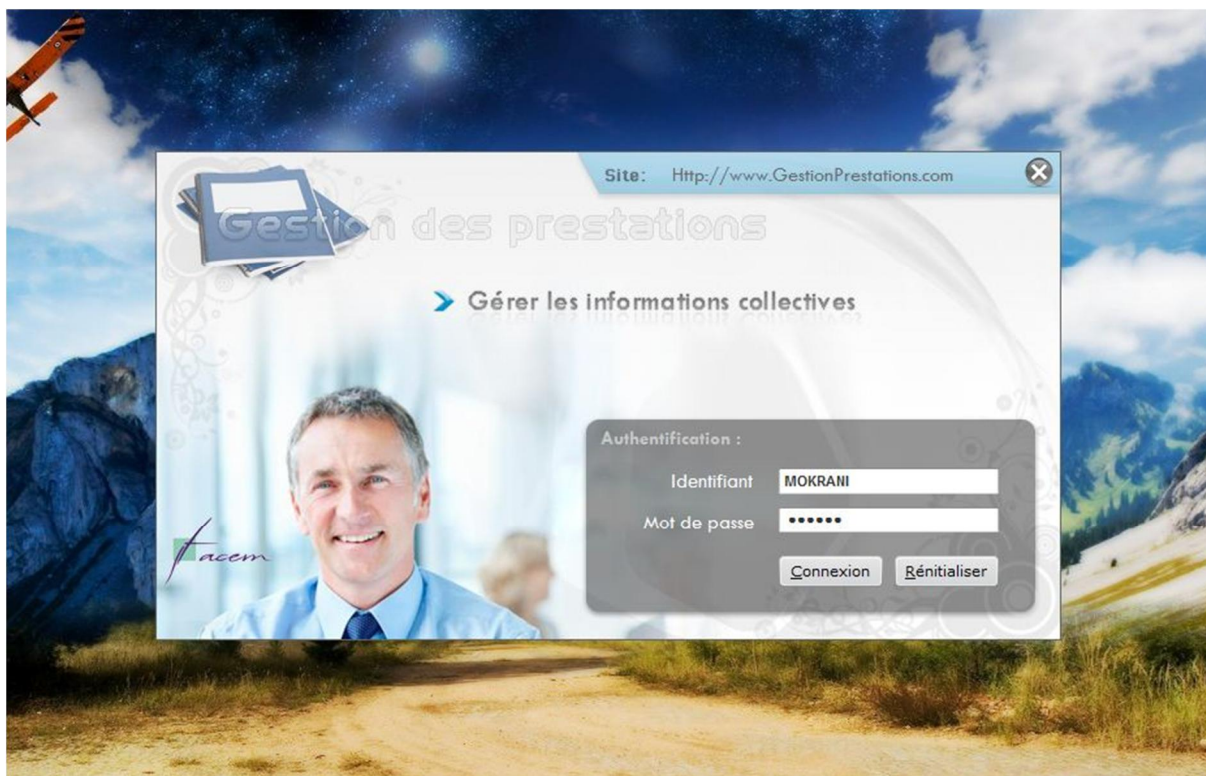 Site: Http://www.GestionPrestations.com
Gestion des prestations
Gérer les informations collectives
Authentification :
Identifiant MOKRANI
Mot de passe ••••••
facem
Connexion Rénitialiser